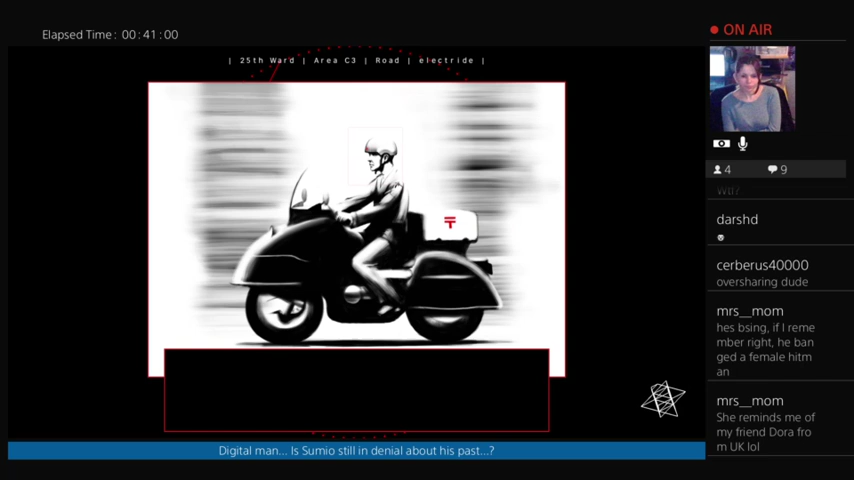 Elapsed Time: 00:41:00
ON AIR
| 25th Ward | Area C3 | Road | electride |
〒
4
9
darshd
cerberus40000
oversharing dude
mrs__mom
hes bsing, if I reme
mber right, he ban
ged a female hitm
an
mrs__mom
She reminds me of
my friend Dora fro
m UK lol
Digital man... Is Sumio still in denial about his past...?